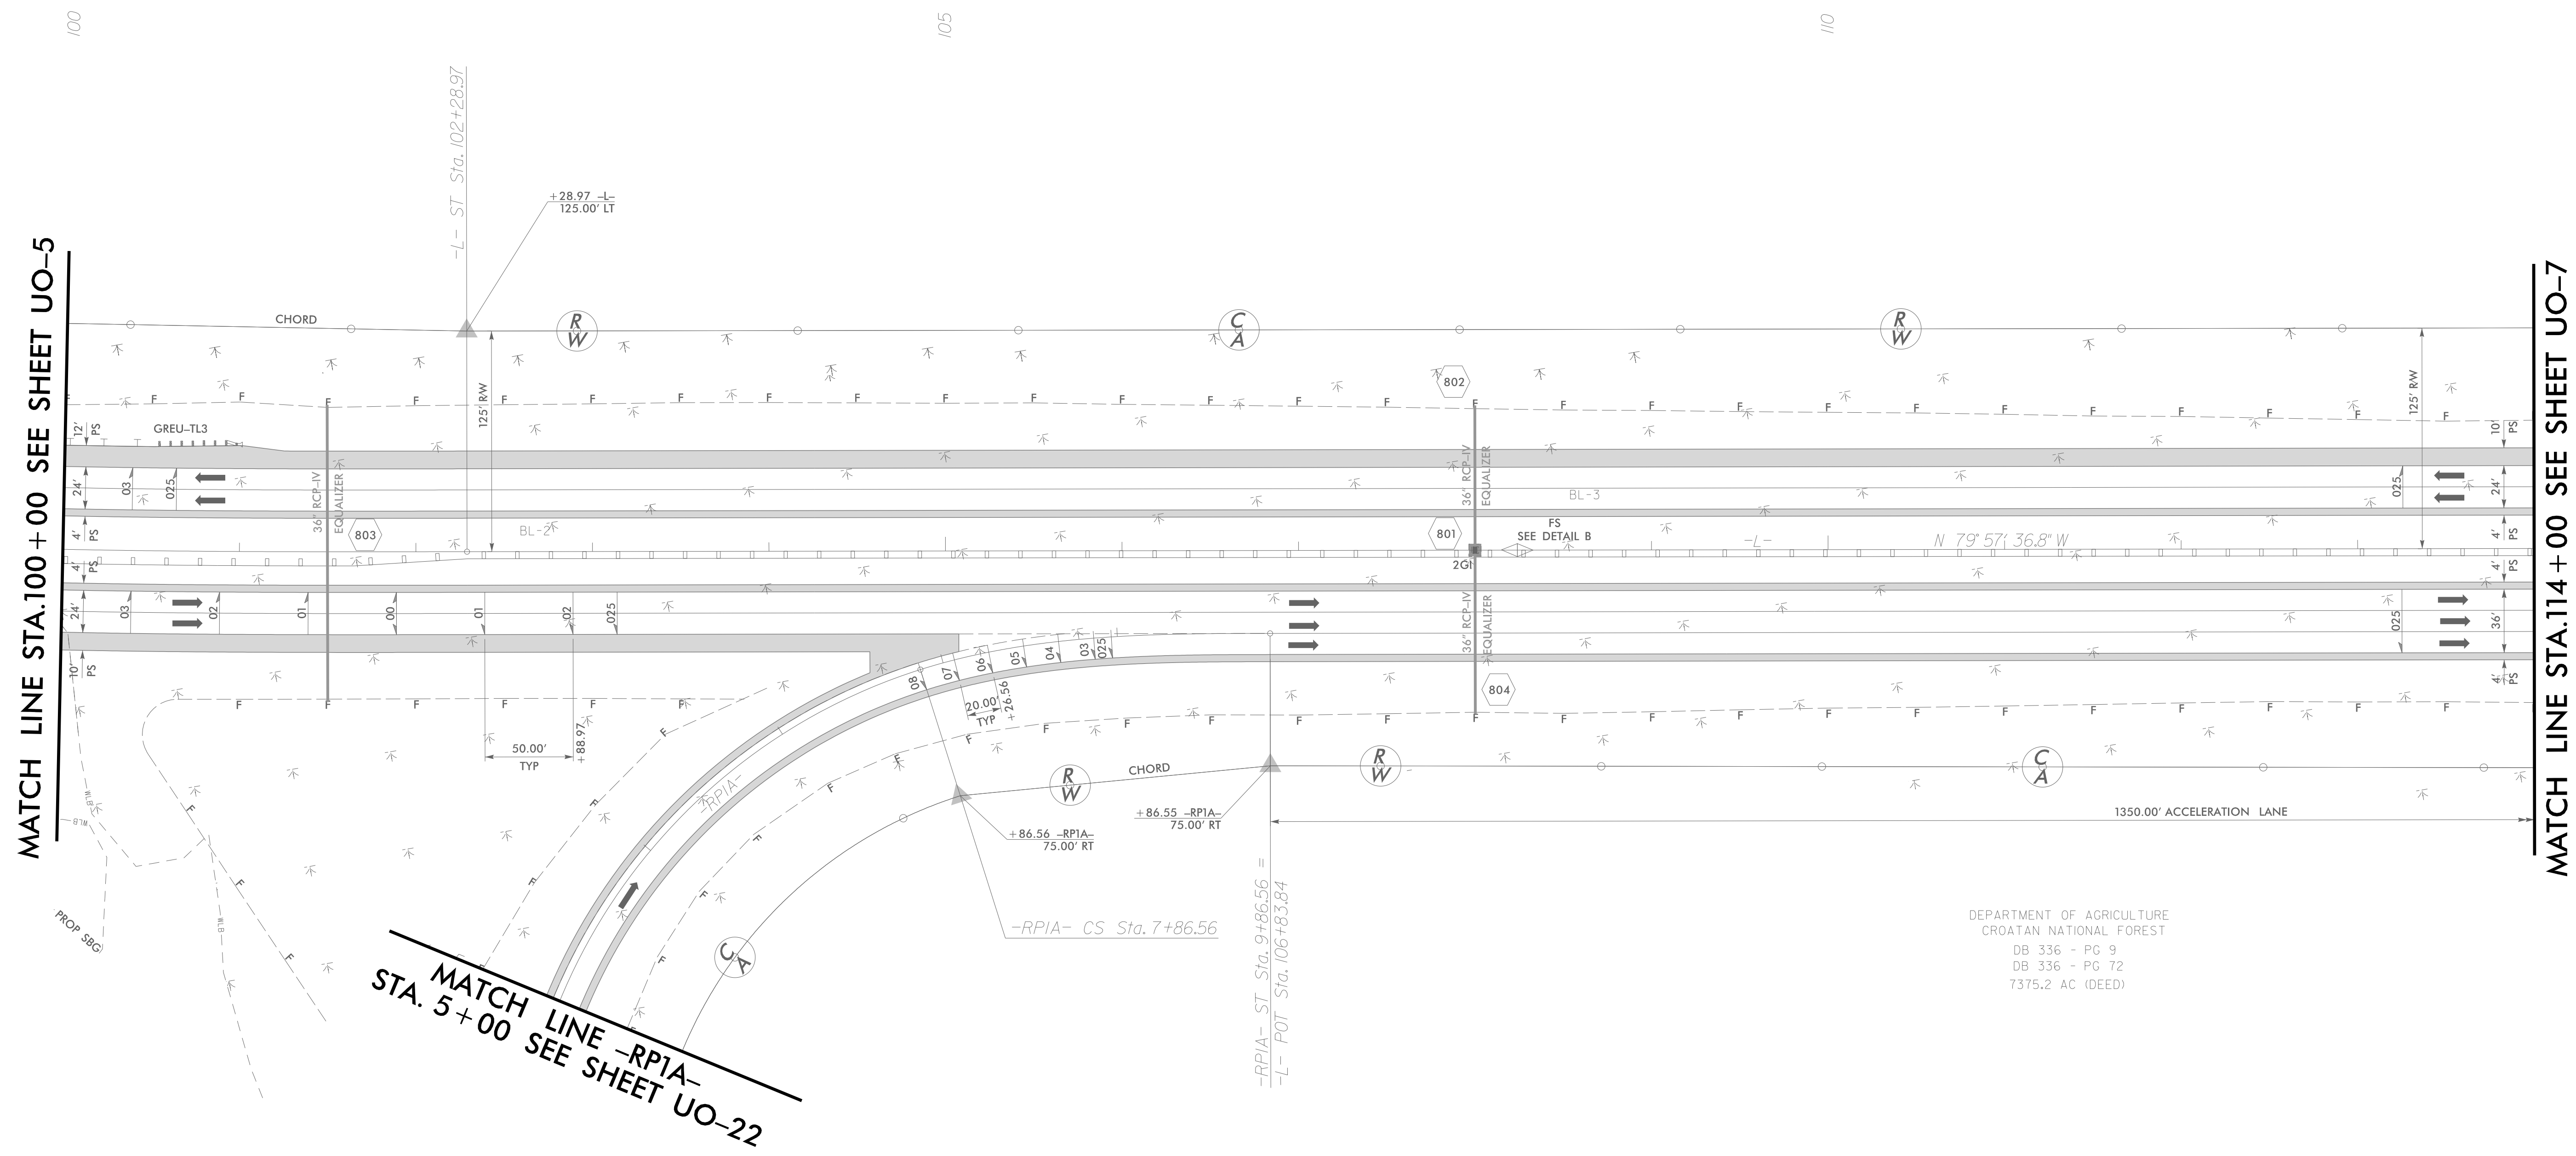 100
105
110
MATCH LINE STA.100+00 SEE SHEET UO-5
MATCH LINE STA.114+00 SEE SHEET UO-7
-L- ST Sta. 102+28.97
+28.97 -L-
125.00' LT
CHORD
R
W
C
A
R
W
125' R/W
125' R/W
802
F F F F F F F F F F F F F F F F F F F F F F F F F F F
12'
PS
GREU-TL3
10'
PS
24'
03
025
36" RCP-IV
EQUALIZER
36" RCP-IV
EQUALIZER
BL-3
025
24'
4'
PS
803
BL-2
801
FS
SEE DETAIL B
-L-
N 79° 57' 36.8" W
4'
PS
2GI
4'
PS
4'
PS
24'
03
02
01
00
01
02
025
36" RCP-IV
EQUALIZER
025
36'
10'
PS
08
07
06
05
04
03
025
20.00'
TYP
+26.56
804
4'
PS
F F F F F F
F F F F F F F F F F F F F F F
50.00'
TYP
+88.97
R
W
CHORD
R
W
C
A
-RP1A-
WLB
WLB
WLB
+86.55 -RP1A-
75.00' RT
+86.56 -RP1A-
75.00' RT
1350.00' ACCELERATION LANE
-RP1A- ST Sta. 9+86.56 =
-L- POT Sta. 106+83.84
-RP1A- CS Sta. 7+86.56
C
A
PROP SBG
DEPARTMENT OF AGRICULTURE
CROATAN NATIONAL FOREST
DB 336 - PG 9
DB 336 - PG 72
7375.2 AC (DEED)
MATCH LINE -RP1A-
STA. 5+00 SEE SHEET UO-22